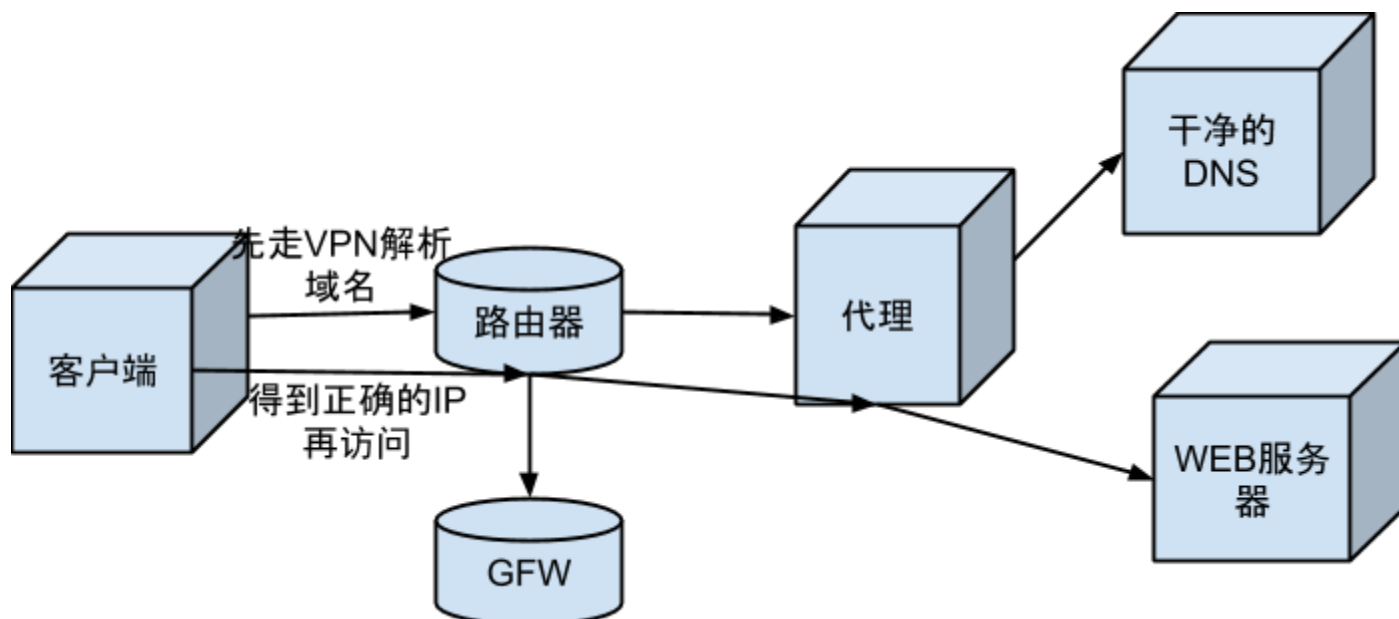 干净的
DNS
先走VPN解析
域名
路由器
代理
客户端
得到正确的IP
再访问
WEB服务
器
GFW